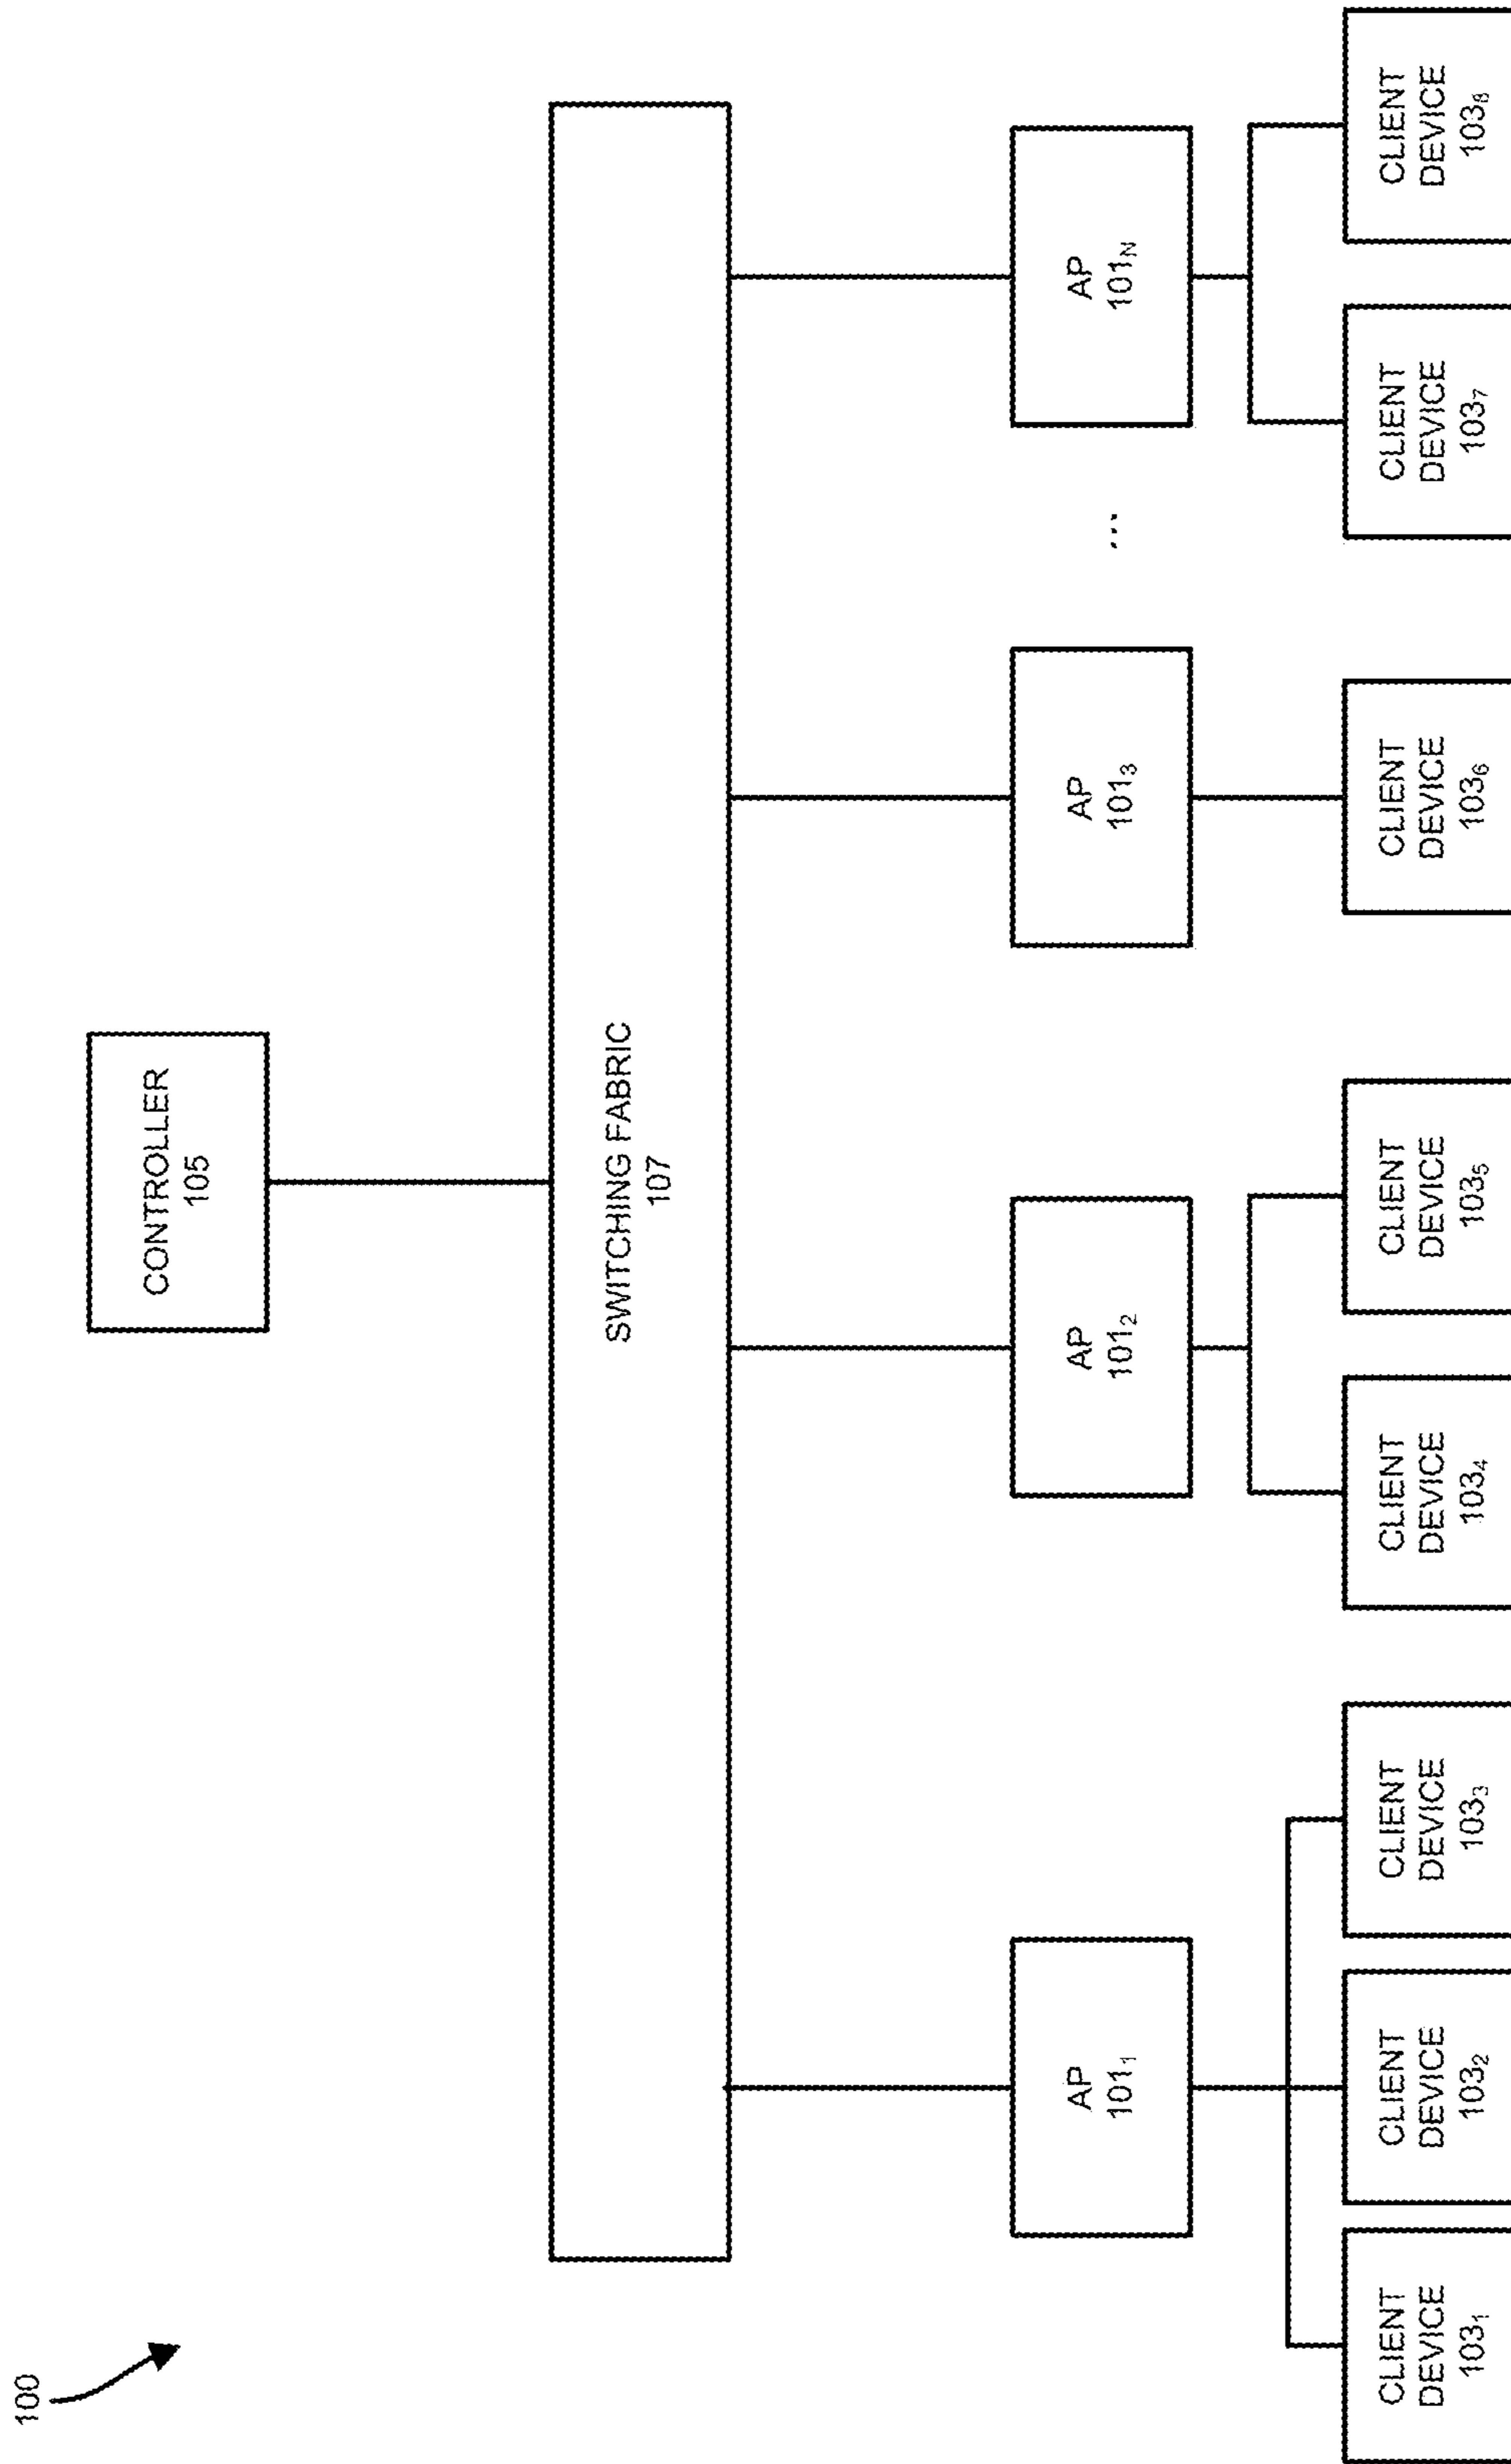 100
CONTROLLER
105
SWITCHING FABRIC
107
AP
101₁
AP
101₂
AP
101₃
...
AP
101ₙ
CLIENT
DEVICE
103₁
CLIENT
DEVICE
103₂
CLIENT
DEVICE
103₃
CLIENT
DEVICE
103₄
CLIENT
DEVICE
103₅
CLIENT
DEVICE
103₆
CLIENT
DEVICE
103₇
CLIENT
DEVICE
103₈